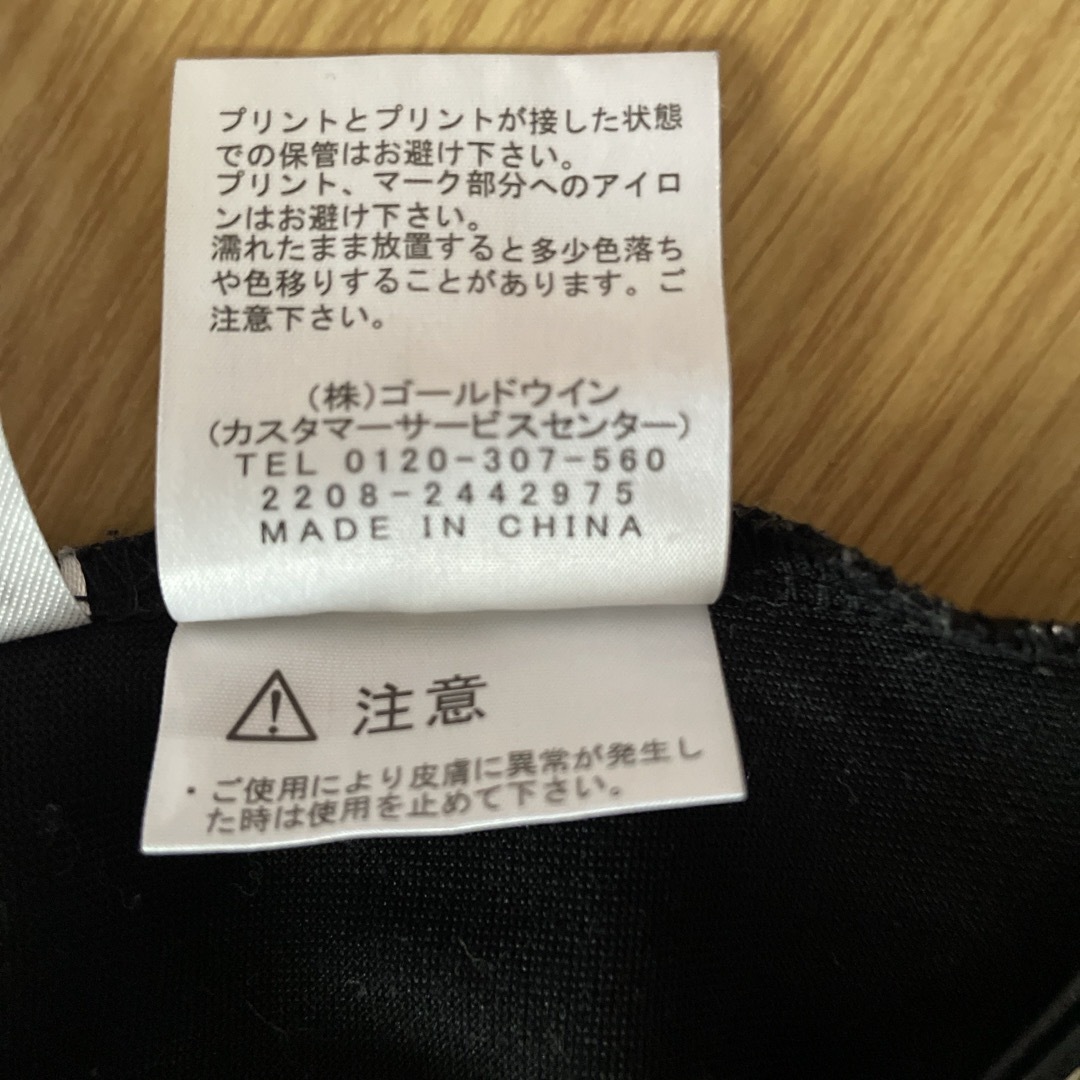 プリントとプリントが接した状態
での保管はお避け下さい。
プリント、マーク部分へのアイロ
ンはお避け下さい。
濡れたまま放置すると多少色落ち
や色移りすることがあります。ご
注意下さい。
(株)ゴールドウイン
(カスタマーサービスセンター)
TEL 0120-307-560
2208-2442975
MADE IN CHINA
注意
・ご使用により皮膚に異常が発生し
た時は使用を止めて下さい。